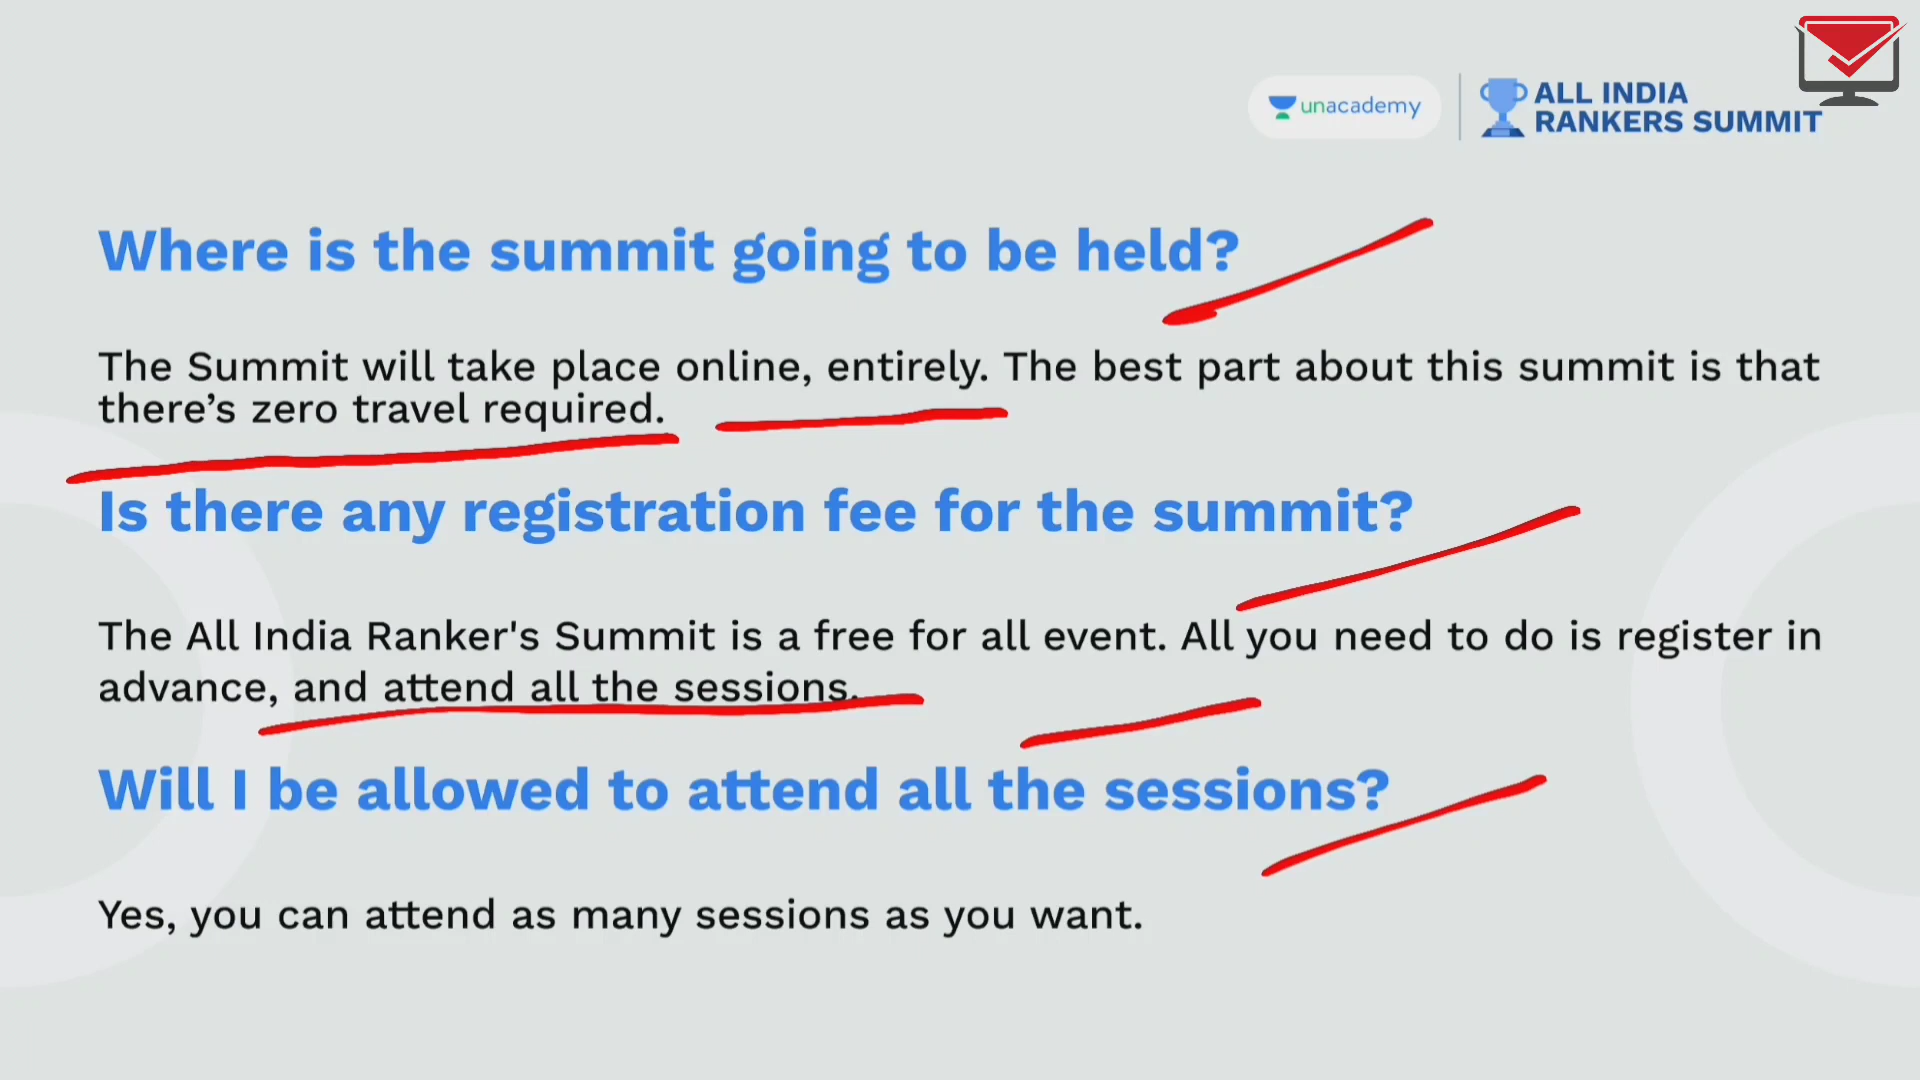 unacademy
ALL INDIA
RANKERS SUMMIT
Where is the summit going to be held?
The Summit will take place online, entirely. The best part about this summit is that
there’s zero travel required.
Is there any registration fee for the summit?
The All India Ranker's Summit is a free for all event. All you need to do is register in
advance, and attend all the sessions.
Will I be allowed to attend all the sessions?
Yes, you can attend as many sessions as you want.